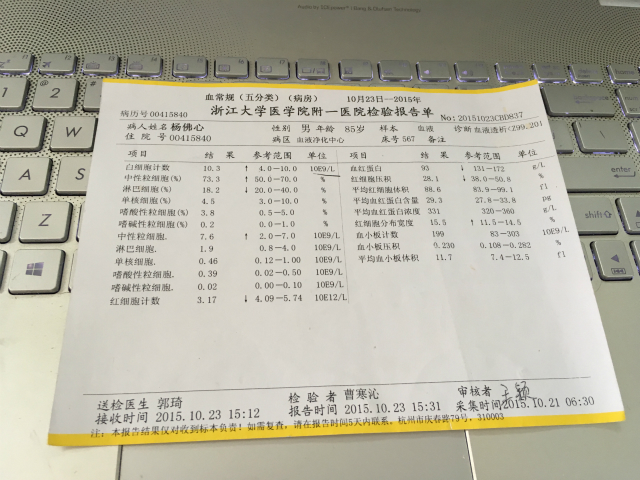 血常规（五分类）（病房） 10月23日—2015年
浙江大学医学院附一医院检验报告单
病历号00415840 No:20151023CBD837
病人姓名杨佛心 性别 男 年龄 85岁 样本 血液 诊断 血液透析(Z99.201
住院号 00415840 病区 血液净化中心 床号 567 备注
项目 结果 参考范围 单位 项目 结果 参考范围 单位
白细胞计数 10.3 ↑ 4.0—10.0 10E9/L 血红蛋白 93 ↓ 131—172 g/L
中性粒细胞(%) 73.3 ↑ 50.0—70.0 % 红细胞压积 28.1 ↓ 38.0—50.8 %
淋巴细胞(%) 18.2 ↓ 20.0—40.0 % 平均红细胞体积 88.6 83.9—99.1 fl
单核细胞(%) 4.5 3.0—10.0 % 平均血红蛋白含量 29.3 27.8—33.8 pg
嗜酸性粒细胞(%) 3.8 0.5—5.0 % 平均血红蛋白浓度 331 320—360 g/L
嗜碱性粒细胞(%) 0.2 0.0—1.0 % 红细胞分布宽度 15.5 ↑ 11.5—14.5 %
中性粒细胞. 7.6 ↑ 2.0—7.0 10E9/L 血小板计数 199 83—303 10E9/L
淋巴细胞. 1.9 0.8—4.0 10E9/L 血小板压积 0.230 0.108—0.282 %
单核细胞. 0.46 0.12—1.00 10E9/L 平均血小板体积 11.7 7.4—12.5 fl
嗜酸性粒细胞. 0.39 0.02—0.50 10E9/L
嗜碱性粒细胞. 0.02 0.00—0.10 10E9/L
红细胞计数 3.17 ↓ 4.09—5.74 10E12/L
送检医生 郭琦 检验者 曹寒沁 审核者 王颖
接收时间 2015.10.23 15:12 报告时间 2015.10.23 15:31 采集时间2015.10.21 06:30
注：本报告结果仅对收到标本负责！如需复查，请在报告时间5天内联系。杭州市庆春路79号，310003